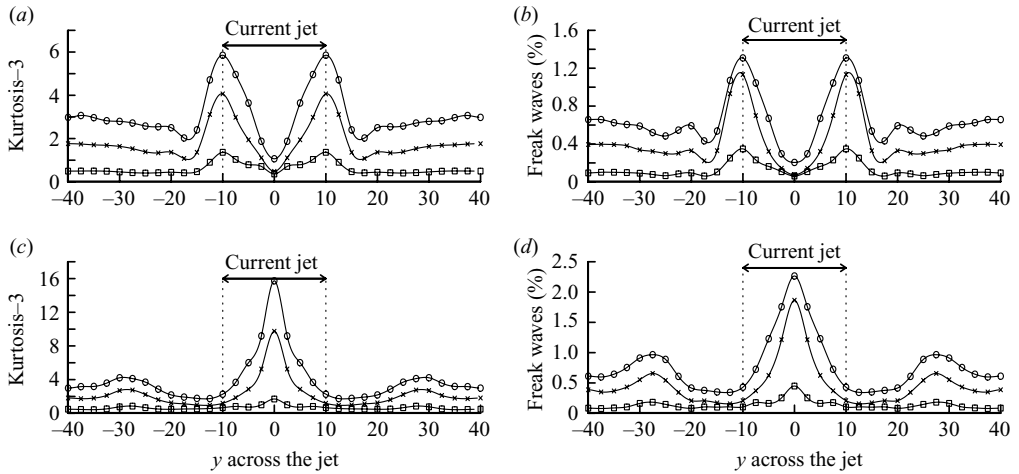 (a)
Current jet
Kurtosis–3
6
4
2
0
–40 –30 –20 –10 0 10 20 30 40
(b)
Current jet
Freak waves (%)
1.6
1.2
0.8
0.4
0
–40 –30 –20 –10 0 10 20 30 40
(c)
Current jet
Kurtosis–3
16
12
8
4
0
–40 –30 –20 –10 0 10 20 30 40
y across the jet
(d)
Current jet
Freak waves (%)
2.5
2.0
1.5
1.0
0.5
0
–40 –30 –20 –10 0 10 20 30 40
y across the jet